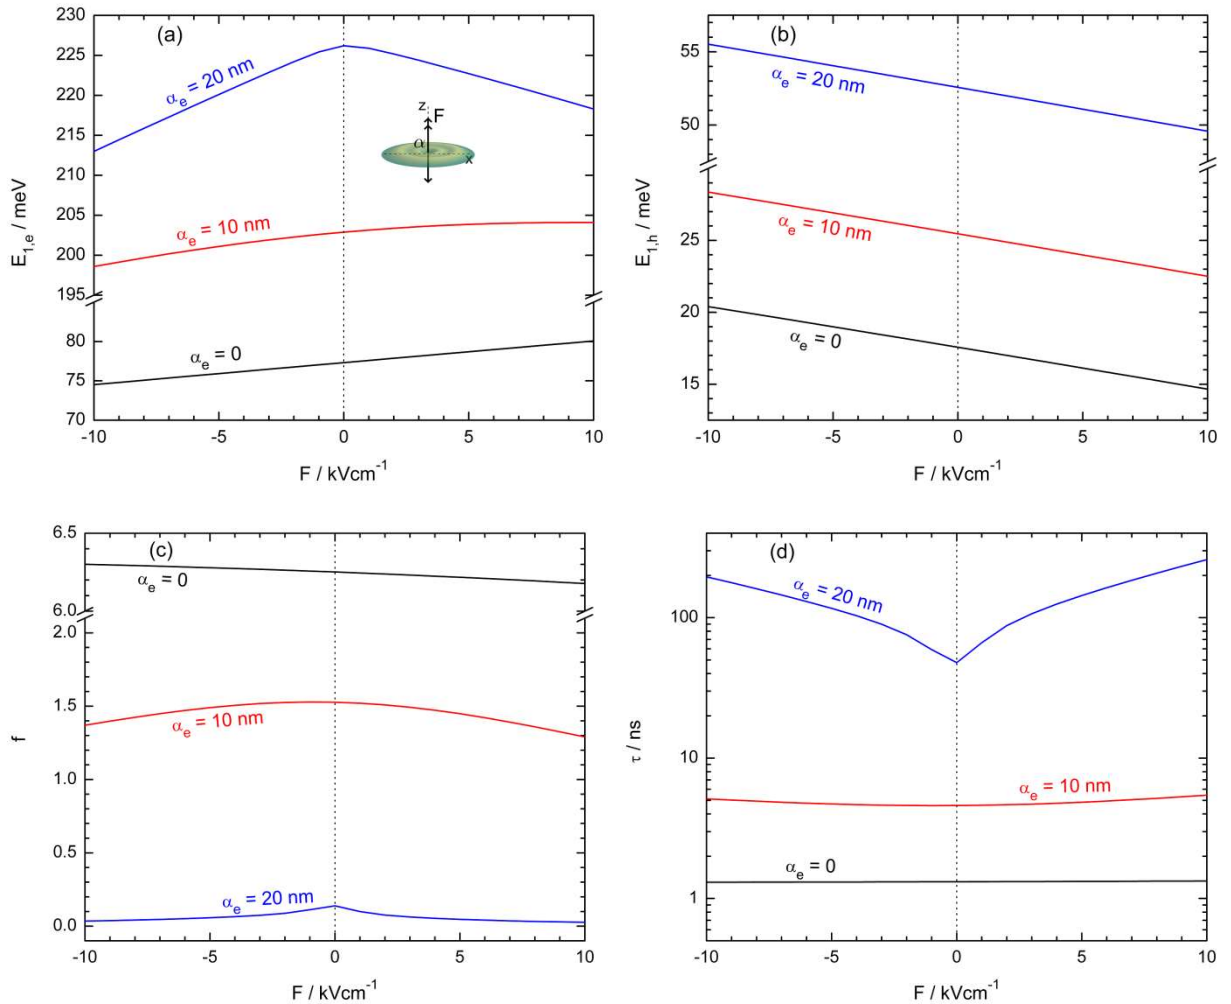 (a)
230
225
220
215
210
205
200
195
80
75
70
E1,e / meV
αe = 20 nm
z
F
α
x
αe = 10 nm
αe = 0
-10 -5 0 5 10
F / kVcm-1
(b)
55
50
25
20
15
E1,h / meV
αe = 20 nm
αe = 10 nm
αe = 0
-10 -5 0 5 10
F / kVcm-1
(c)
6.5
6.0
2.0
1.5
1.0
0.5
0.0
f
αe = 0
αe = 10 nm
αe = 20 nm
-10 -5 0 5 10
F / kVcm-1
(d)
100
10
1
τ / ns
αe = 20 nm
αe = 10 nm
αe = 0
-10 -5 0 5 10
F / kVcm-1